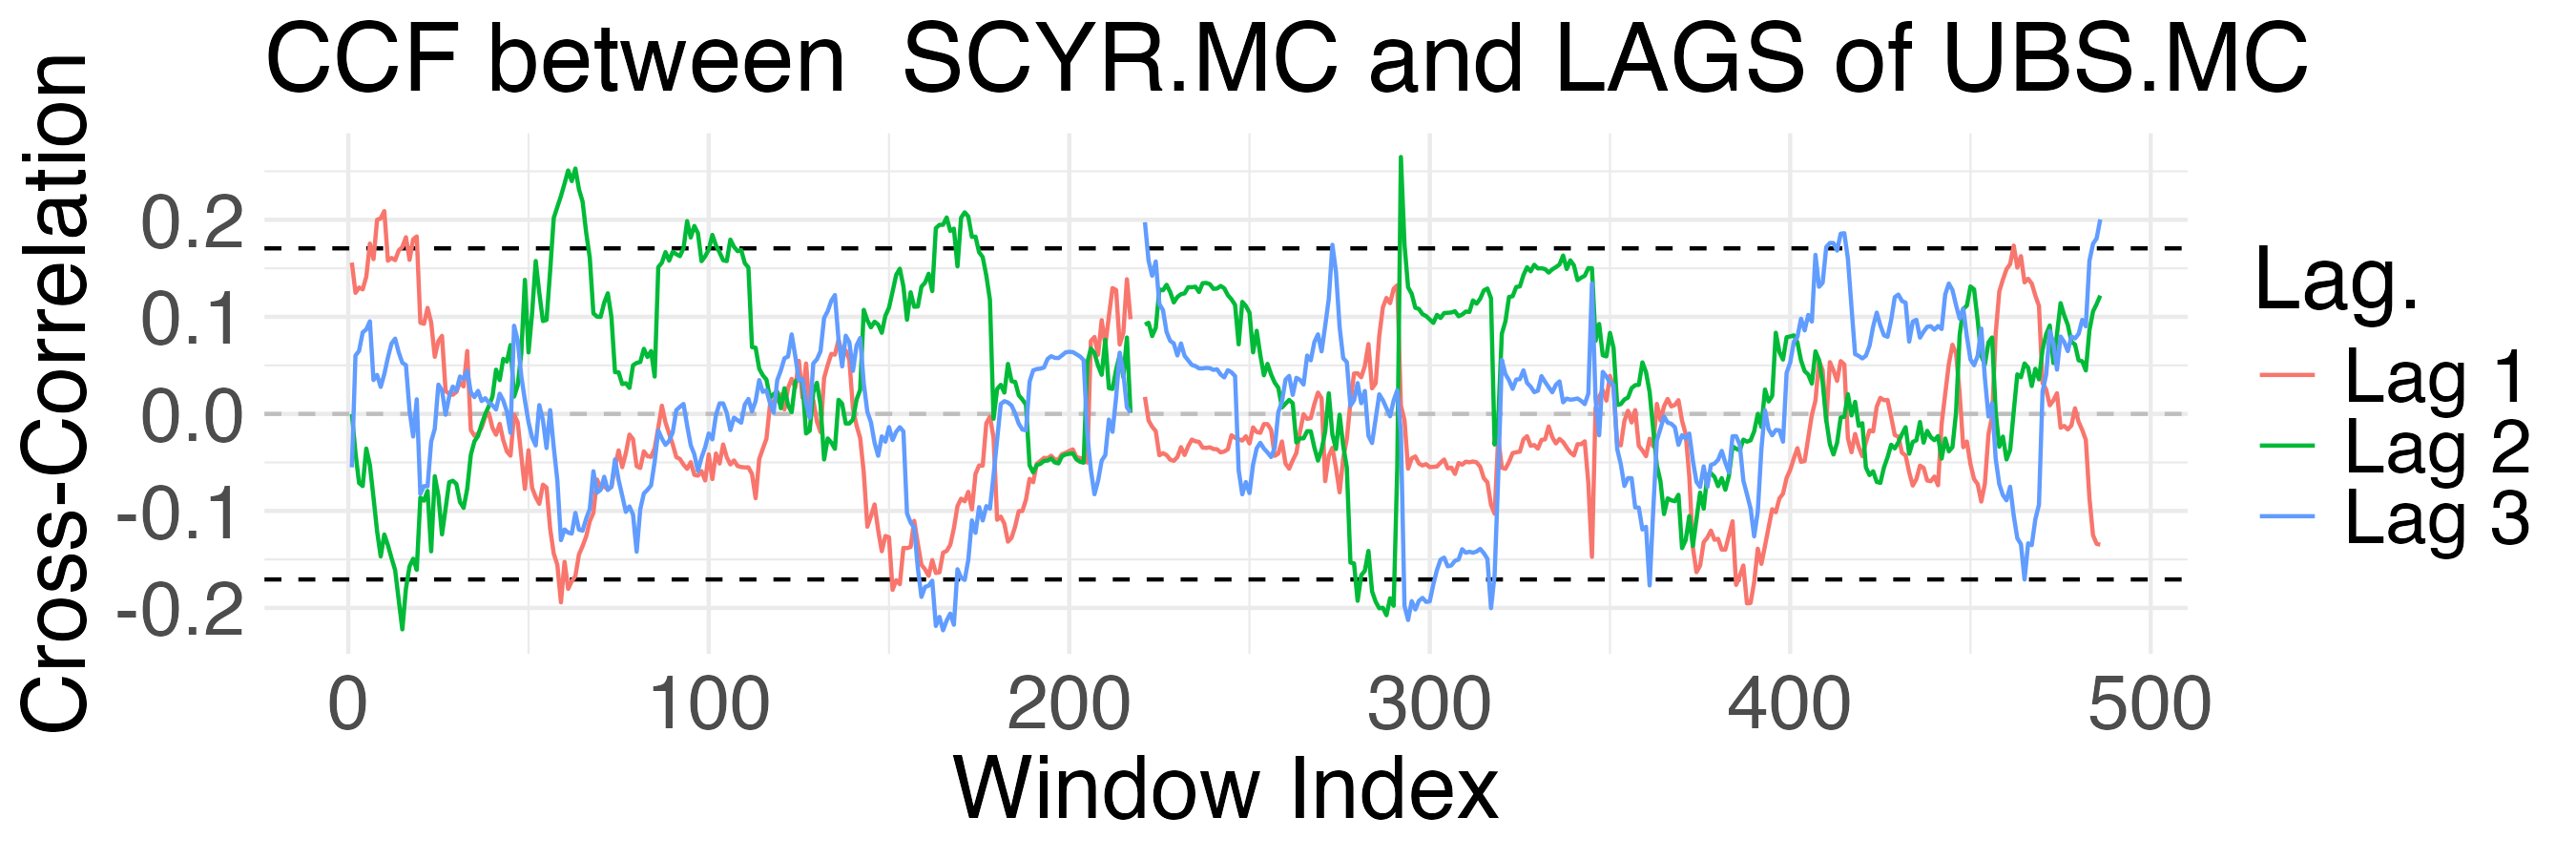 CCF between  SCYR.MC and LAGS of UBS.MC
Cross-Correlation
0.2
0.1
0.0
-0.1
-0.2
0 100 200 300 400 500
Window Index
Lag.
Lag 1
Lag 2
Lag 3